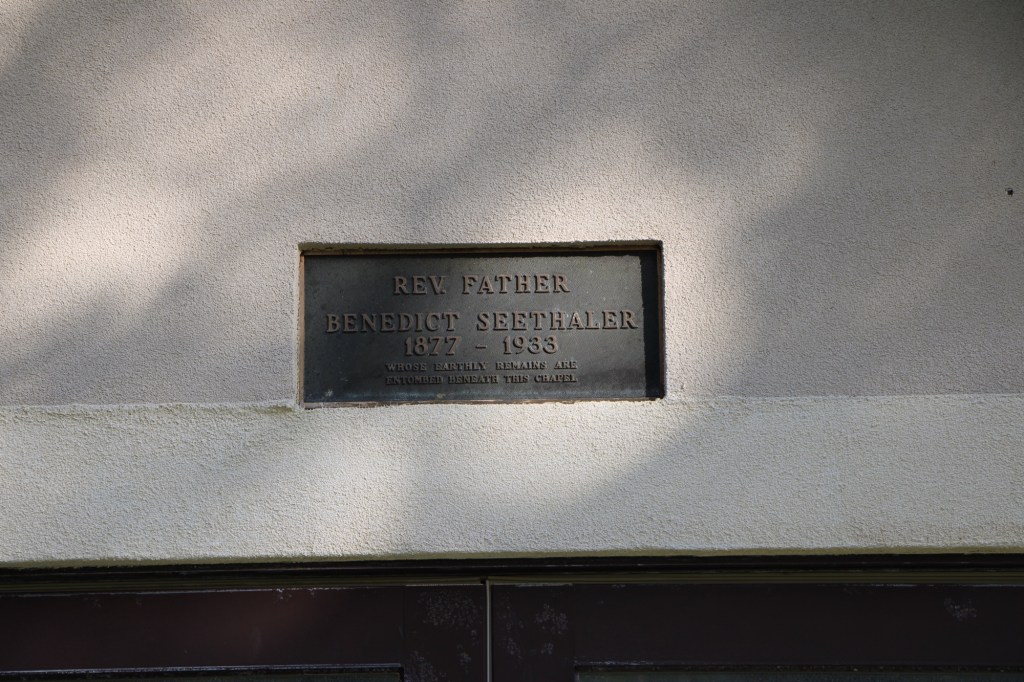 REV. FATHER
BENEDICT SEETHALER
1877 - 1933
WHOSE EARTHLY REMAINS ARE
ENTOMBED BENEATH THIS CHAPEL